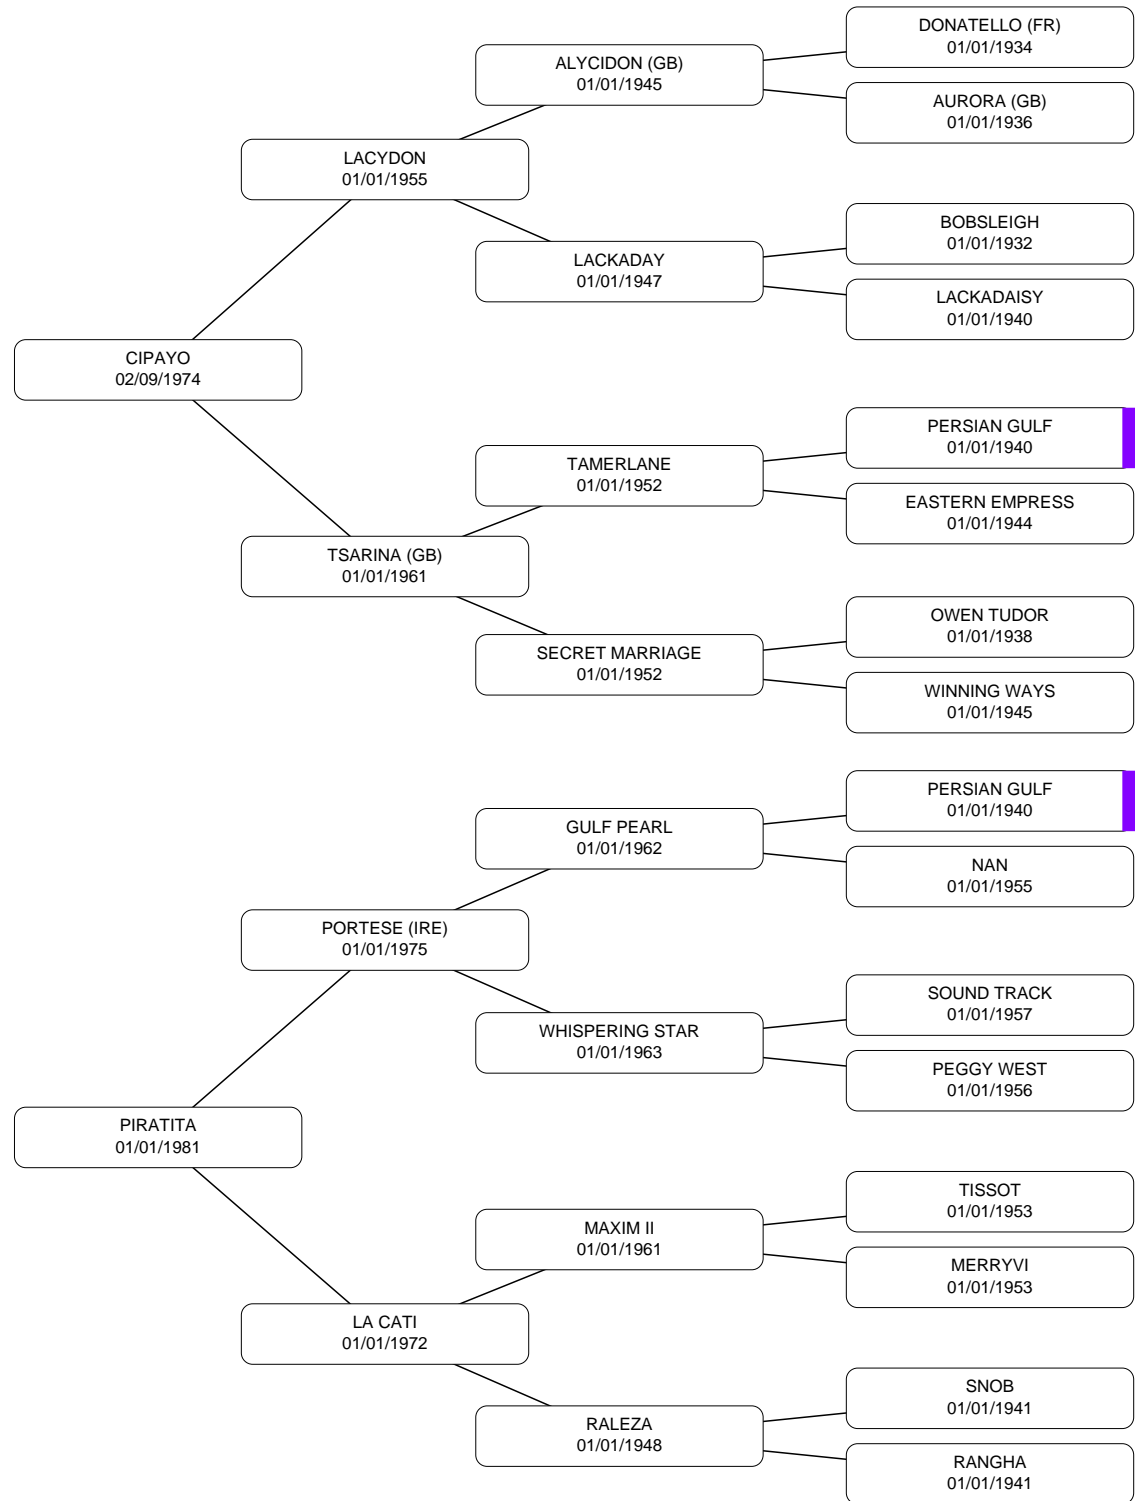 DONATELLO (FR)
01/01/1934
ALYCIDON (GB)
01/01/1945
AURORA (GB)
01/01/1936
LACYDON
01/01/1955
BOBSLEIGH
01/01/1932
LACKADAY
01/01/1947
LACKADAISY
01/01/1940
CIPAYO
02/09/1974
PERSIAN GULF
01/01/1940
TAMERLANE
01/01/1952
EASTERN EMPRESS
01/01/1944
TSARINA (GB)
01/01/1961
OWEN TUDOR
01/01/1938
SECRET MARRIAGE
01/01/1952
WINNING WAYS
01/01/1945
PERSIAN GULF
01/01/1940
GULF PEARL
01/01/1962
NAN
01/01/1955
PORTESE (IRE)
01/01/1975
SOUND TRACK
01/01/1957
WHISPERING STAR
01/01/1963
PEGGY WEST
01/01/1956
PIRATITA
01/01/1981
TISSOT
01/01/1953
MAXIM II
01/01/1961
MERRYVI
01/01/1953
LA CATI
01/01/1972
SNOB
01/01/1941
RALEZA
01/01/1948
RANGHA
01/01/1941